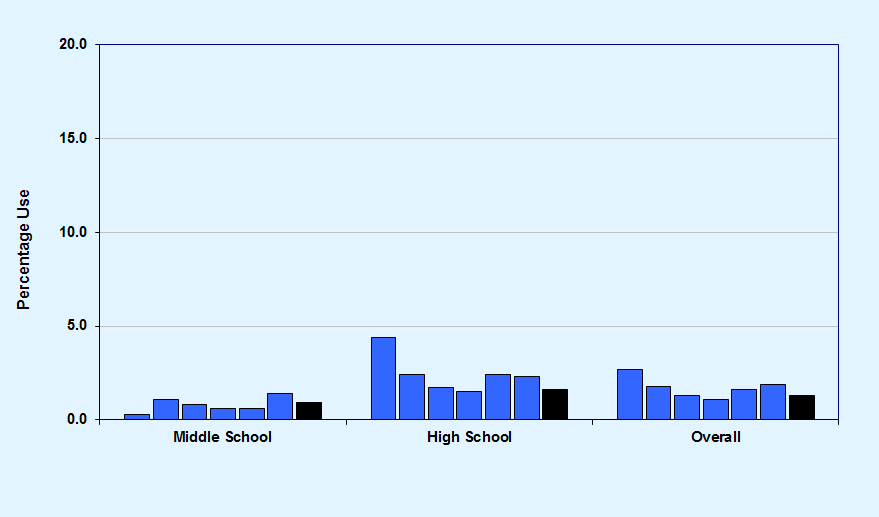 20.0
15.0
10.0
5.0
0.0
Percentage Use
Middle School
High School
Overall